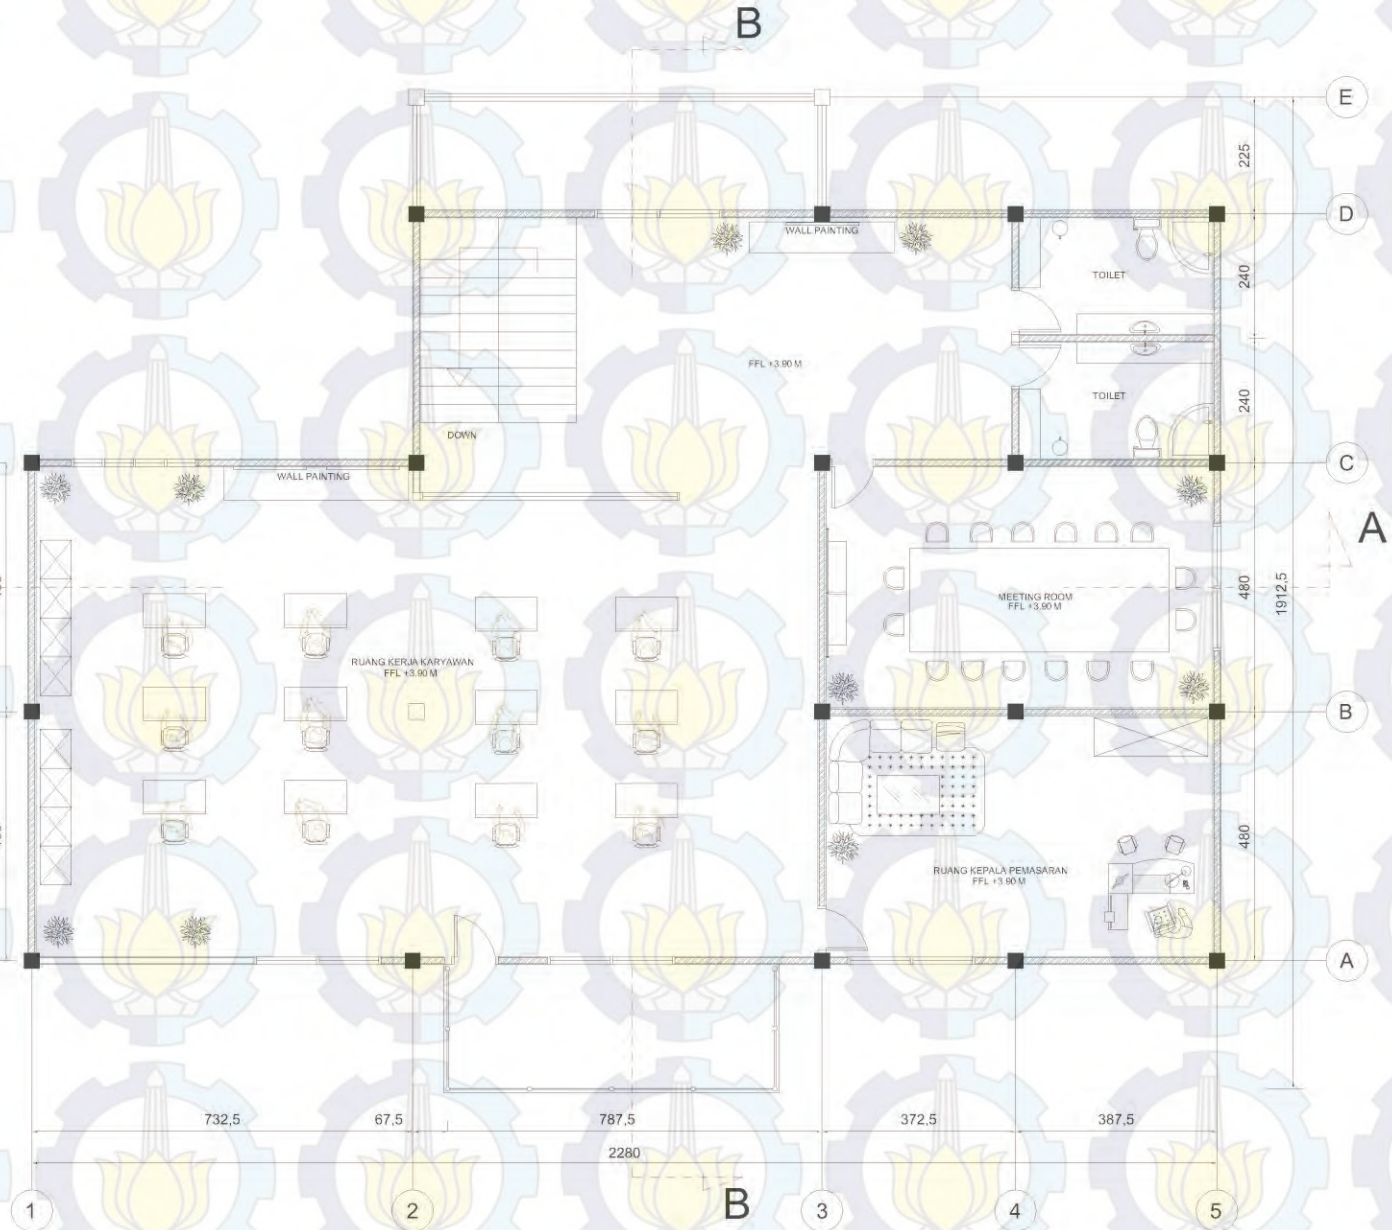 B
E
225
D
WALL PAINTING
TOILET
240
FFL +3.90 M
TOILET
240
DOWN
C
WALL PAINTING
A
MEETING ROOM
FFL +3.90 M
480
1912,5
RUANG KERJA KARYAWAN
FFL +3.90 M
B
480
RUANG KEPALA PEMASARAN
FFL +3.90 M
A
732,5
67,5
787,5
372,5
387,5
2280
B
1
2
3
4
5